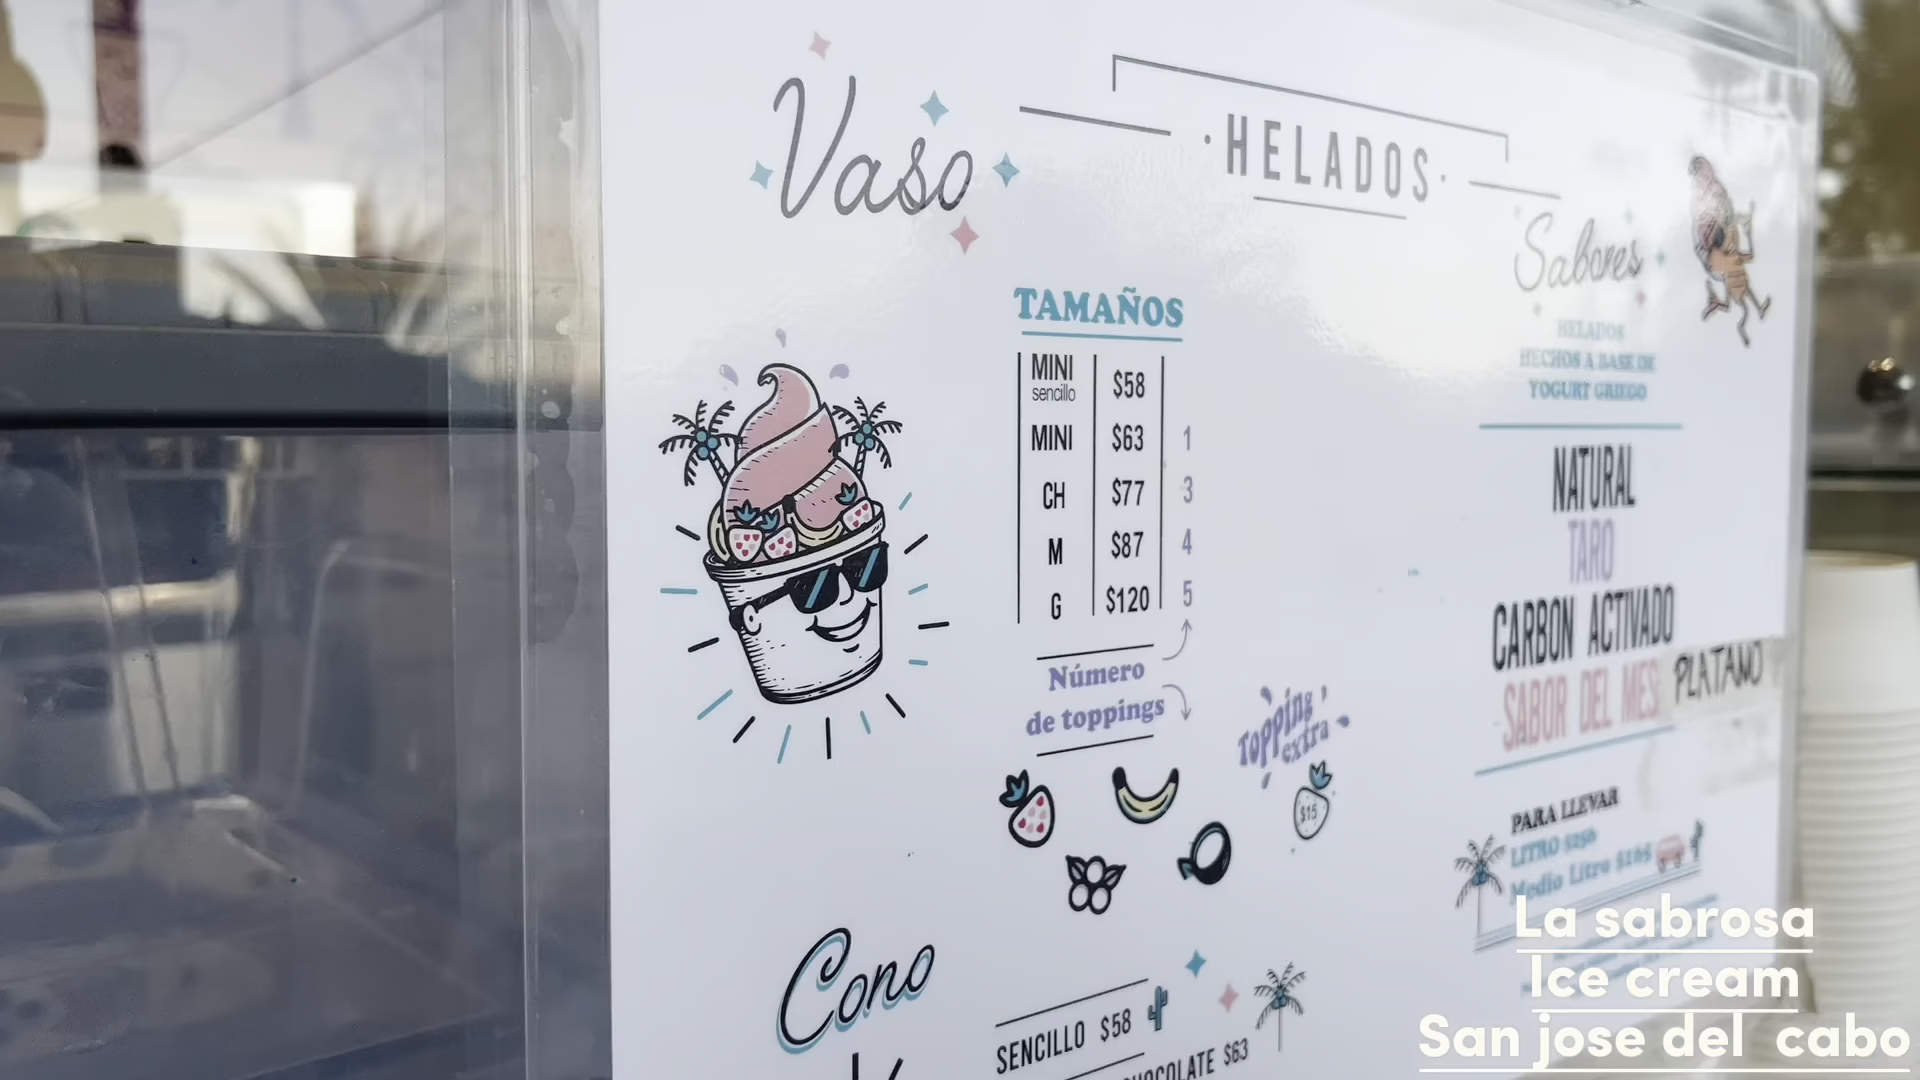 Vaso
·HELADOS·
TAMAÑOS
MINI sencillo $58
MINI $63 1
CH $77 3
M $87 4
G $120 5
Número
de toppings
Topping
extra
$15
Cono
SENCILLO $58
CHOCOLATE $63
Sabores
HELADOS
HECHOS A BASE DE
YOGURT GRIEGO
NATURAL
TARO
CARBON ACTIVADO
SABOR DEL MES PLATANO
PARA LLEVAR
LITRO $250
Medio Litro $165
La sabrosa
Ice cream
San jose del cabo